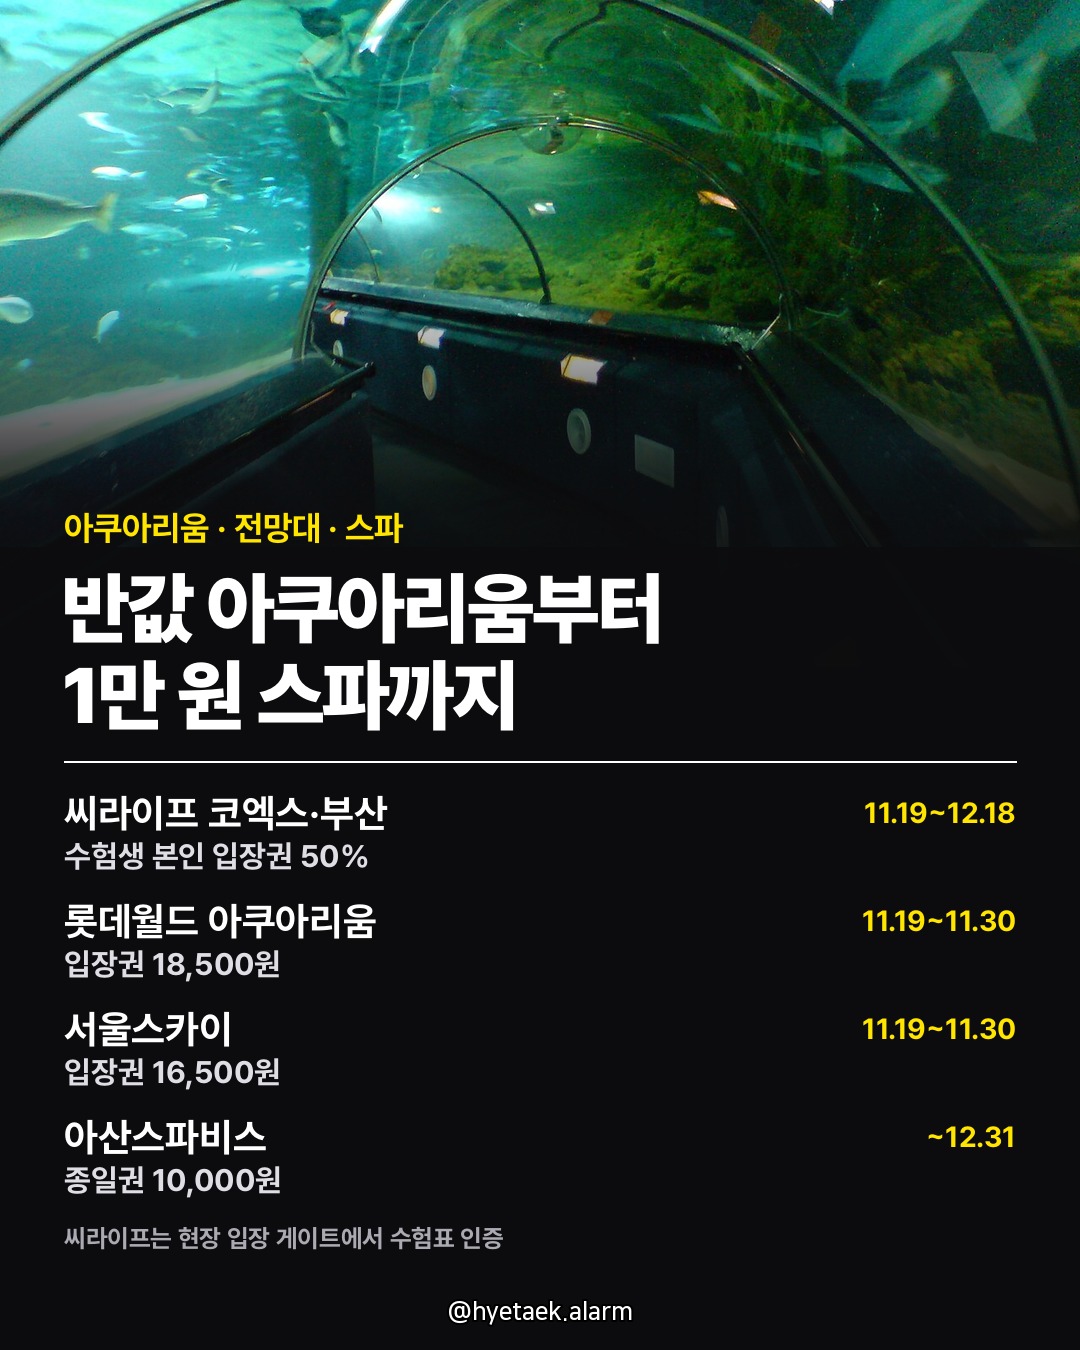 아쿠아리움 · 전망대 · 스파
반값 아쿠아리움부터
1만 원 스파까지
씨라이프 코엑스·부산
11.19~12.18
수험생 본인 입장권 50%
롯데월드 아쿠아리움
11.19~11.30
입장권 18,500원
서울스카이
11.19~11.30
입장권 16,500원
아산스파비스
~12.31
종일권 10,000원
씨라이프는 현장 입장 게이트에서 수험표 인증
@hyetaek.alarm